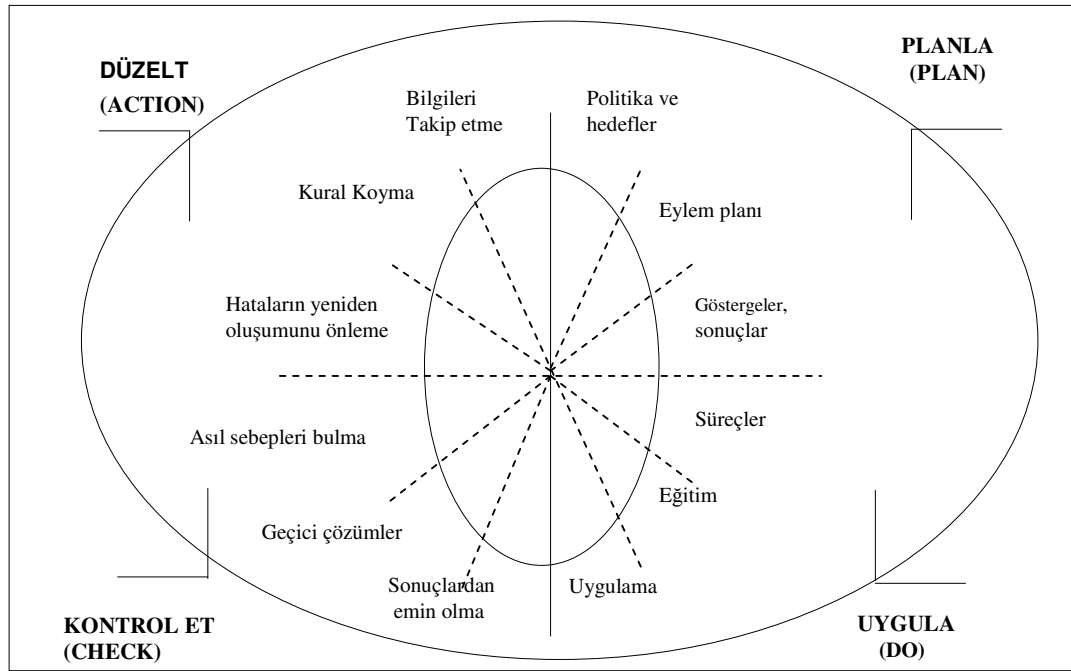 DÜZELT
(ACTION)
PLANLA
(PLAN)
Bilgileri
Takip etme
Politika ve
hedefler
Kural Koyma
Eylem planı
Hataların yeniden
oluşumunu önleme
Göstergeler,
sonuçlar
Asıl sebepleri bulma
Süreçler
Geçici çözümler
Eğitim
Sonuçlardan
emin olma
Uygulama
KONTROL ET
(CHECK)
UYGULA
(DO)